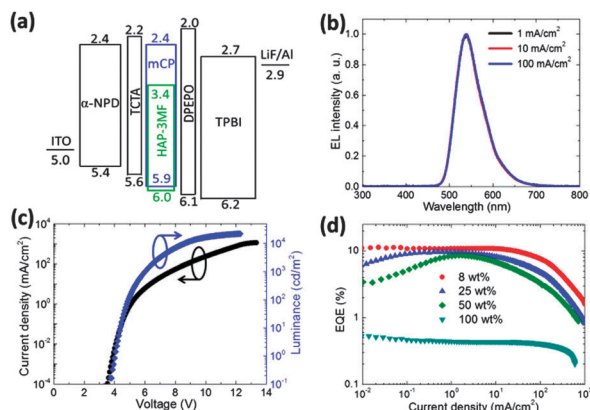 (a)
2.4
2.2
2.4
2.0
2.7
LiF/Al
2.9
mCP
3.4
α-NPD
TCTA
HAP-3MF
DPEPO
TPBI
ITO
5.0
5.4
5.6
5.9
6.0
6.1
6.2
(b)
EL intensity (a. u.)
1.0
0.8
0.6
0.4
0.2
0.0
1 mA/cm²
10 mA/cm²
100 mA/cm²
300 400 500 600 700 800
Wavelength (nm)
(c)
Current density (mA/cm²)
10⁴
10²
10⁰
10⁻²
10⁻⁴
0 2 4 6 8 10 12 14
Voltage (V)
10⁴
10³
10²
10¹
10⁰
10⁻¹
Luminance (cd/m²)
(d)
EQE (%)
100
10
1
0.1
8 wt%
25 wt%
50 wt%
100 wt%
10⁻² 10⁻¹ 10⁰ 10¹ 10² 10³
Current density (mA/cm²)